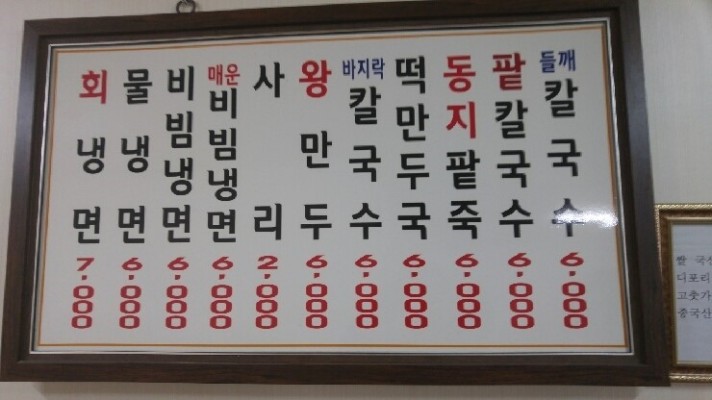 회냉면 7,000
물냉면 6,000
비빔냉면 6,000
매운비빔냉면 6,000
사리 2,000
왕만두 6,000
바지락칼국수 6,000
떡만두국 6,000
동지팥죽 6,000
팥칼국수 6,000
들깨칼국수 6,000
쌀 국산
디포리
고춧가
중국산